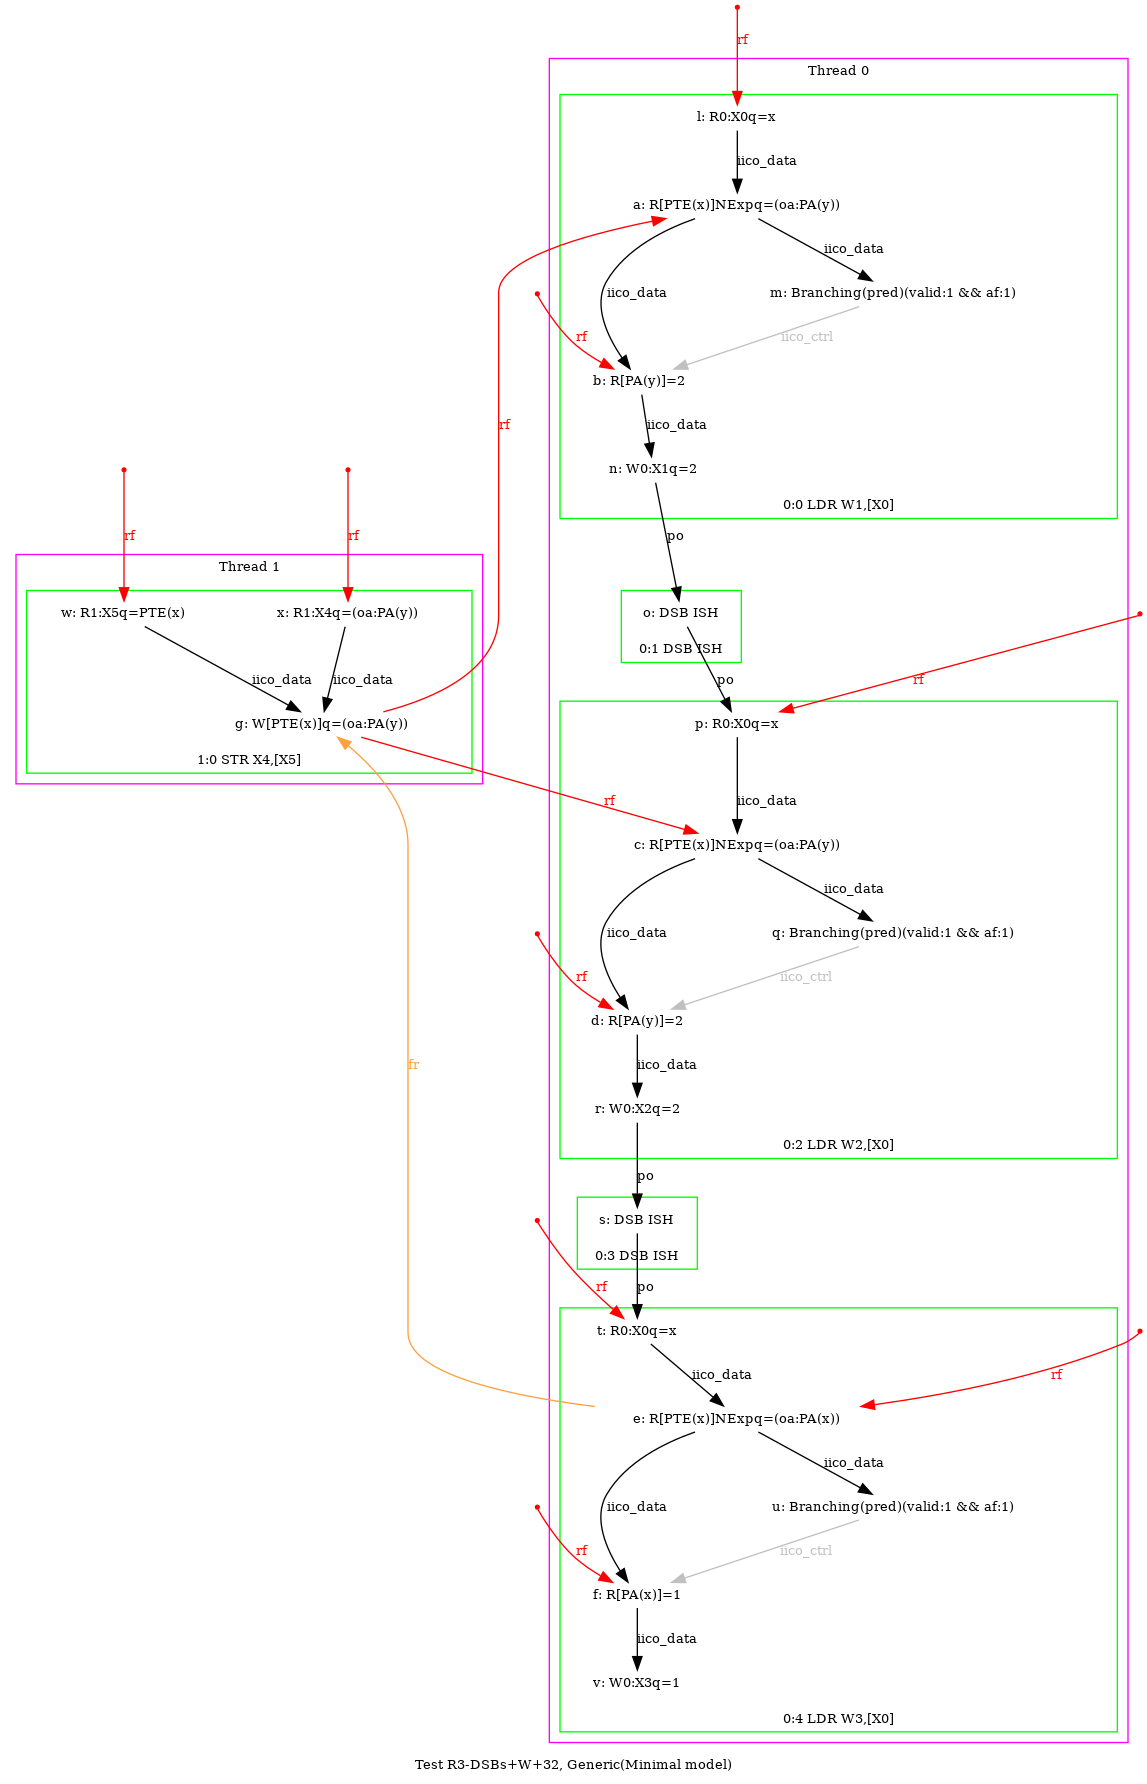 rf
Thread 0
l: R0:X0q=x
iico_data
a: R[PTE(x)]NExpq=(oa:PA(y))
iico_data
iico_data
m: Branching(pred)(valid:1 && af:1)
rf
iico_ctrl
b: R[PA(y)]=2
rf
iico_data
n: W0:X1q=2
0:0 LDR W1,[X0]
rf
rf
po
Thread 1
w: R1:X5q=PTE(x)
x: R1:X4q=(oa:PA(y))
o: DSB ISH
0:1 DSB ISH
iico_data
iico_data
po
rf
g: W[PTE(x)]q=(oa:PA(y))
p: R0:X0q=x
1:0 STR X4,[X5]
rf
iico_data
c: R[PTE(x)]NExpq=(oa:PA(y))
iico_data
iico_data
q: Branching(pred)(valid:1 && af:1)
rf
iico_ctrl
d: R[PA(y)]=2
fr
iico_data
r: W0:X2q=2
0:2 LDR W2,[X0]
po
s: DSB ISH
0:3 DSB ISH
rf
po
t: R0:X0q=x
iico_data
rf
e: R[PTE(x)]NExpq=(oa:PA(x))
iico_data
iico_data
u: Branching(pred)(valid:1 && af:1)
rf
iico_ctrl
f: R[PA(x)]=1
iico_data
v: W0:X3q=1
0:4 LDR W3,[X0]
Test R3-DSBs+W+32, Generic(Minimal model)